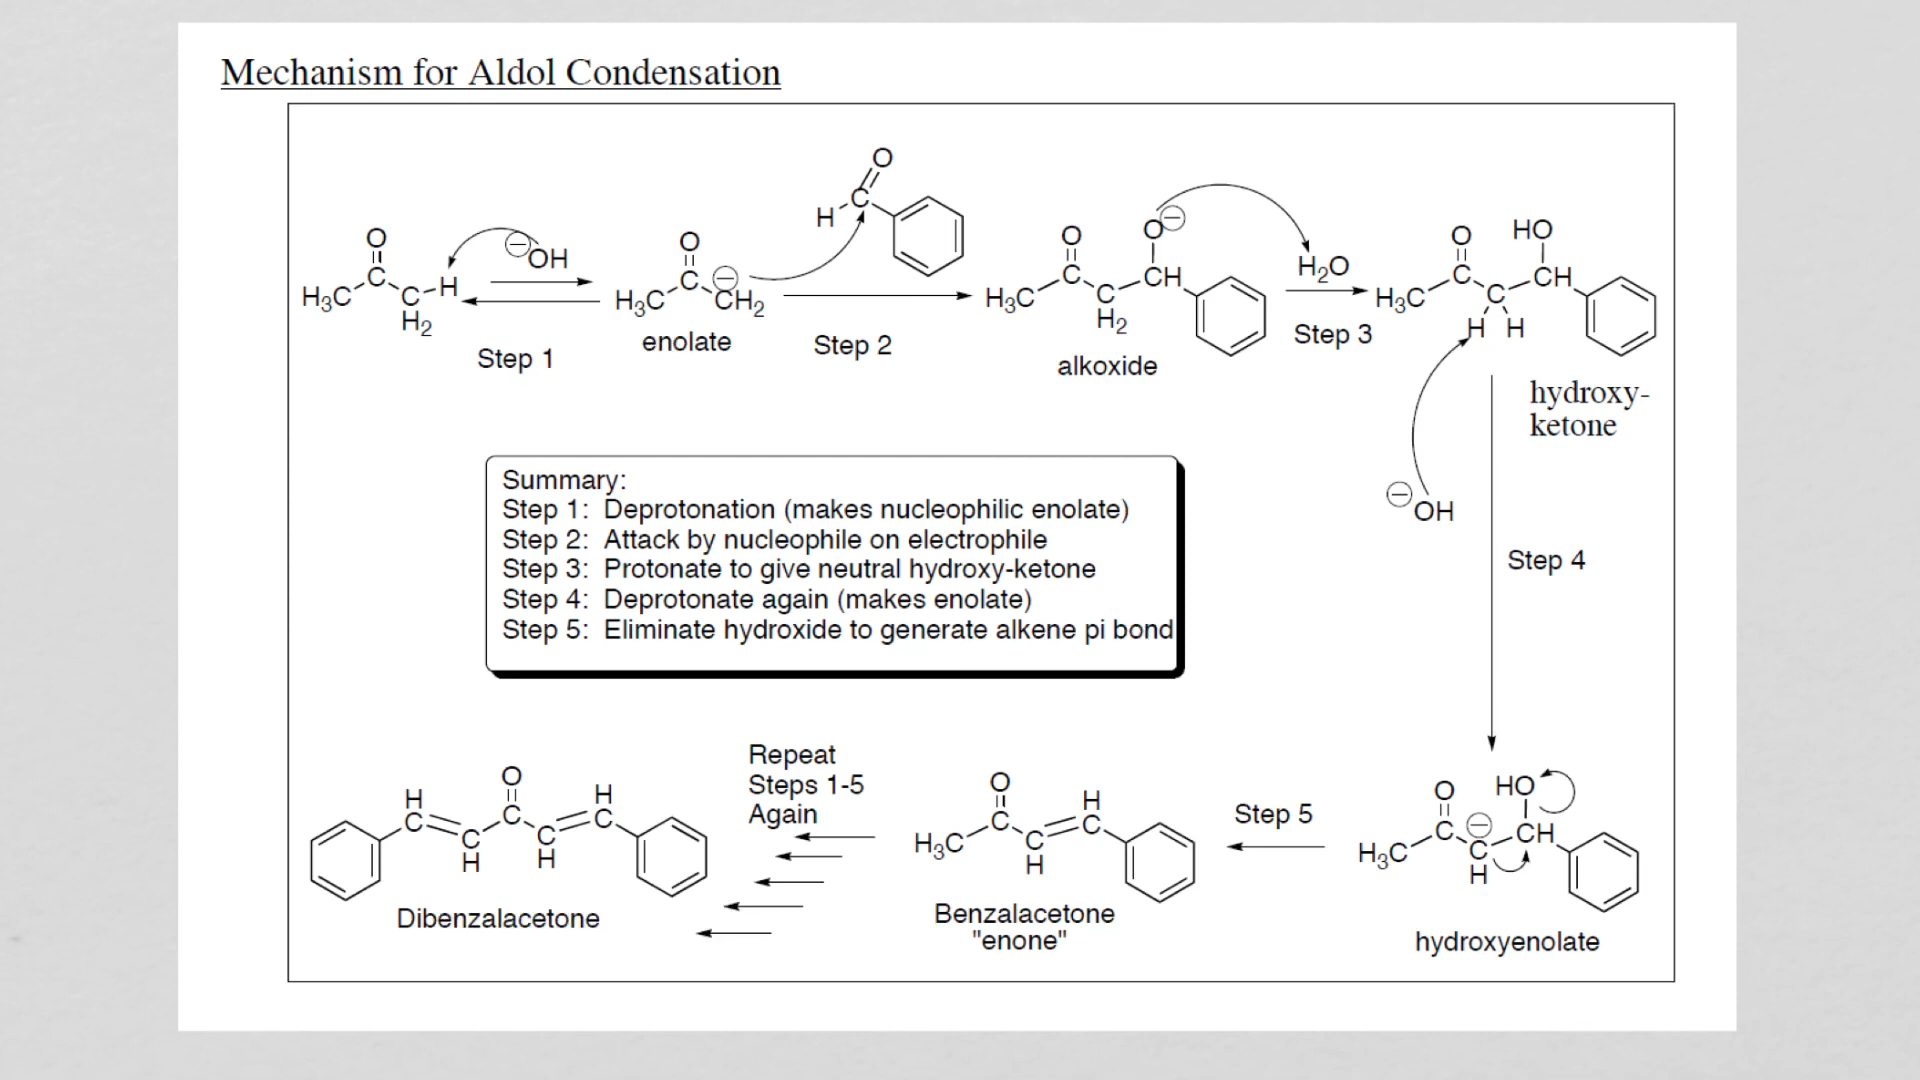 Mechanism for Aldol Condensation
O
H3C C C H
H2
⊖OH
Step 1
O
H3C C ⊖CH2
enolate
O
H C
Step 2
O O⊖
H3C C C CH
H2
alkoxide
H2O
Step 3
O HO
H3C C C CH
H H
hydroxy-
ketone
⊖OH
Step 4
Summary:
Step 1: Deprotonation (makes nucleophilic enolate)
Step 2: Attack by nucleophile on electrophile
Step 3: Protonate to give neutral hydroxy-ketone
Step 4: Deprotonate again (makes enolate)
Step 5: Eliminate hydroxide to generate alkene pi bond
O HO
H3C C ⊖C CH
H
hydroxyenolate
Step 5
O H
H3C C C C
H
Benzalacetone
"enone"
Repeat
Steps 1-5
Again
H O H
C C C C C
H H
Dibenzalacetone